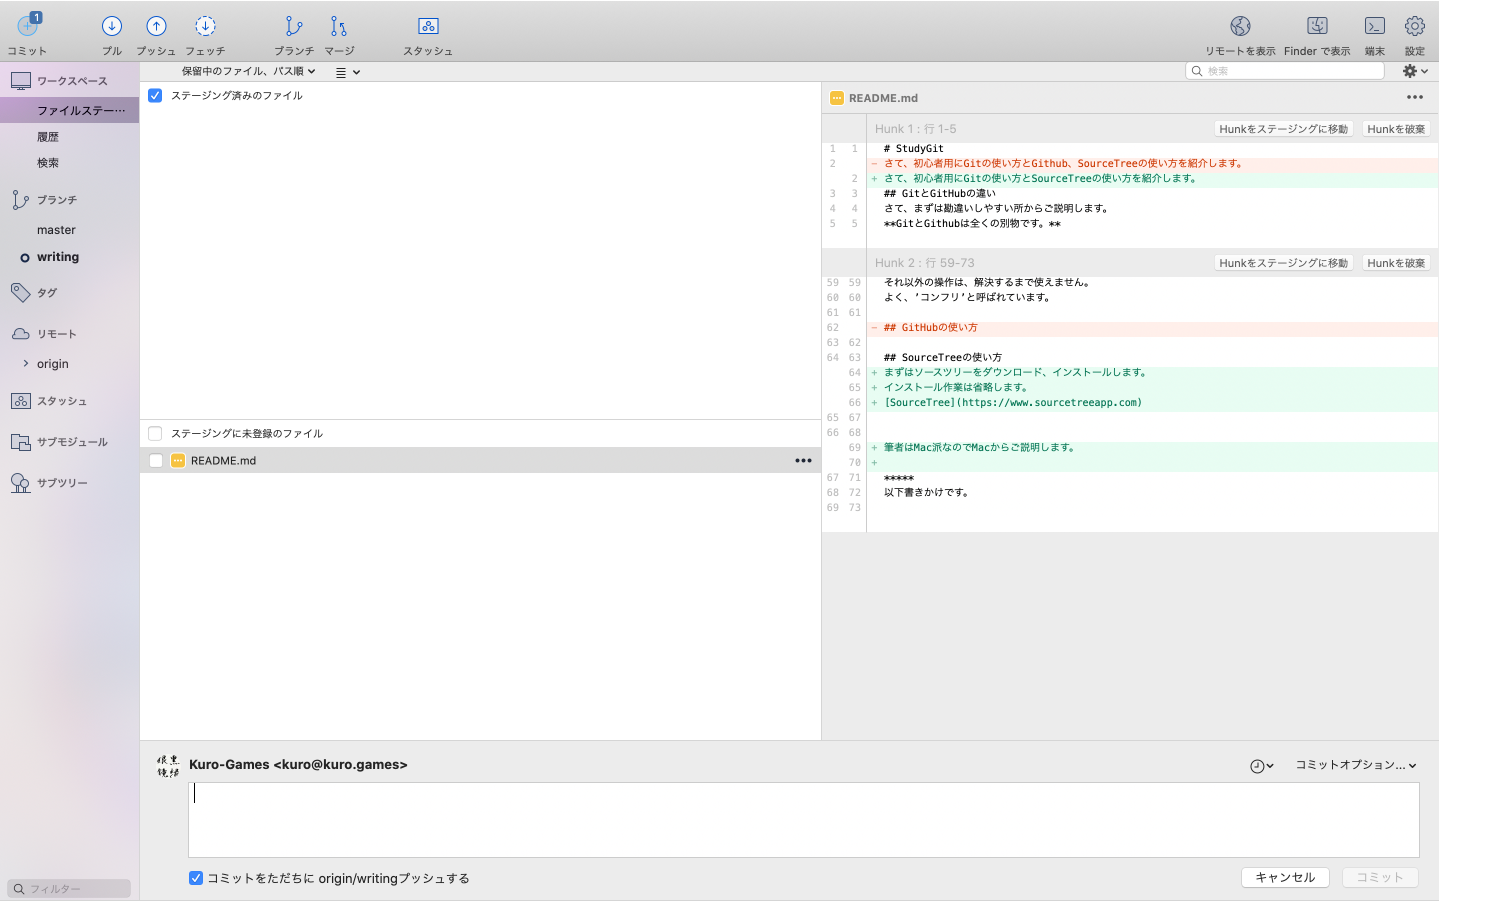 1
コミット プル プッシュ フェッチ ブランチ マージ スタッシュ リモートを表示 Finder で表示 端末 設定
保留中のファイル、パス順
検索
ワークスペース
ファイルステー…
履歴
検索
ブランチ
master
writing
タグ
リモート
origin
スタッシュ
サブモジュール
サブツリー
フィルター
ステージング済みのファイル
ステージングに未登録のファイル
README.md
README.md
Hunk 1 : 行 1-5 Hunkをステージングに移動 Hunkを破棄
1 1 # StudyGit
2 - さて、初心者用にGitの使い方とGithub、SourceTreeの使い方を紹介します。
2 + さて、初心者用にGitの使い方とSourceTreeの使い方を紹介します。
3 3 ## GitとGitHubの違い
4 4 さて、まずは勘違いしやすい所からご説明します。
5 5 **GitとGithubは全くの別物です。**
Hunk 2 : 行 59-73 Hunkをステージングに移動 Hunkを破棄
59 59 それ以外の操作は、解決するまで使えません。
60 60 よく、'コンフリ'と呼ばれています。
61 61
62 - ## GitHubの使い方
63 62
64 63 ## SourceTreeの使い方
64 + まずはソースツリーをダウンロード、インストールします。
65 + インストール作業は省略します。
66 + [SourceTree](https://www.sourcetreeapp.com)
65 67
66 68
69 + 筆者はMac派なのでMacからご説明します。
70 +
67 71 *****
68 72 以下書きかけです。
69 73
Kuro-Games <kuro@kuro.games>
コミットオプション...
コミットをただちに origin/writingプッシュする
キャンセル コミット